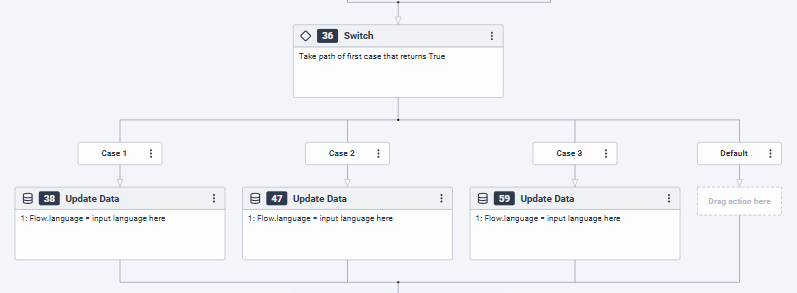 36 Switch
Take path of first case that returns True
Case 1
Case 2
Case 3
Default
38 Update Data
1: Flow.language = input language here
47 Update Data
1: Flow.language = input language here
59 Update Data
1: Flow.language = input language here
Drag action here